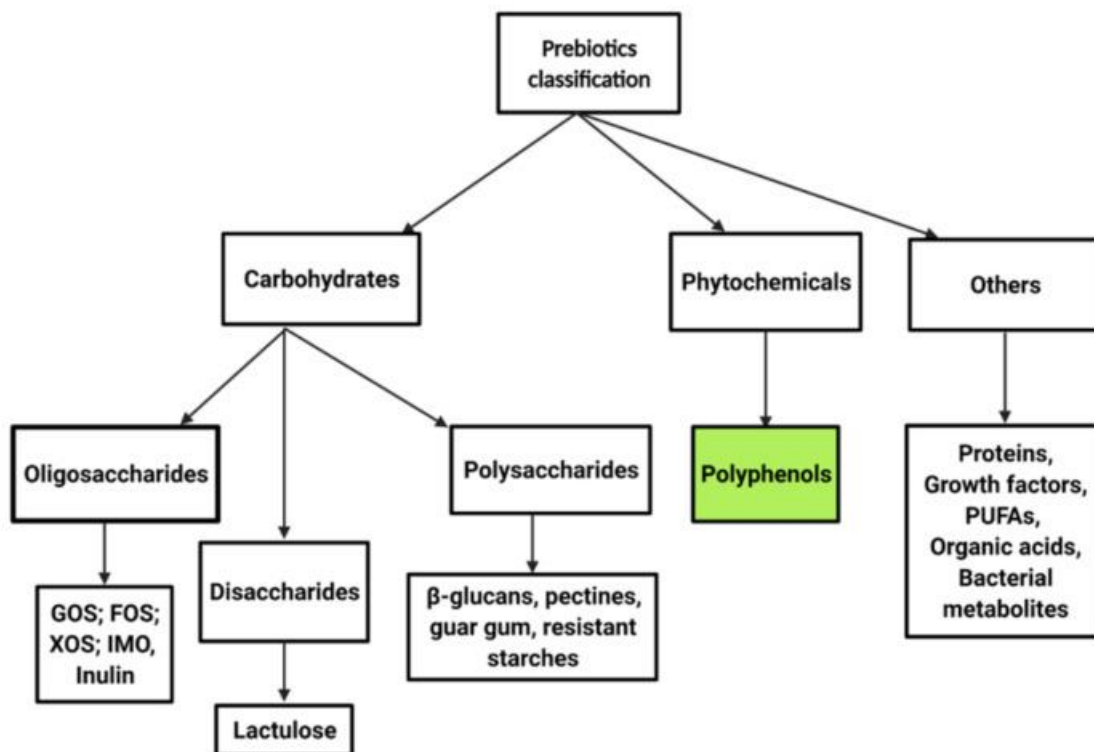 Prebiotics
classification
Carbohydrates
Phytochemicals
Others
Oligosaccharides
Polysaccharides
Polyphenols
Proteins,
Growth factors,
PUFAs,
Organic acids,
Bacterial
metabolites
Disaccharides
GOS; FOS;
XOS; IMO,
Inulin
β-glucans, pectines,
guar gum, resistant
starches
Lactulose